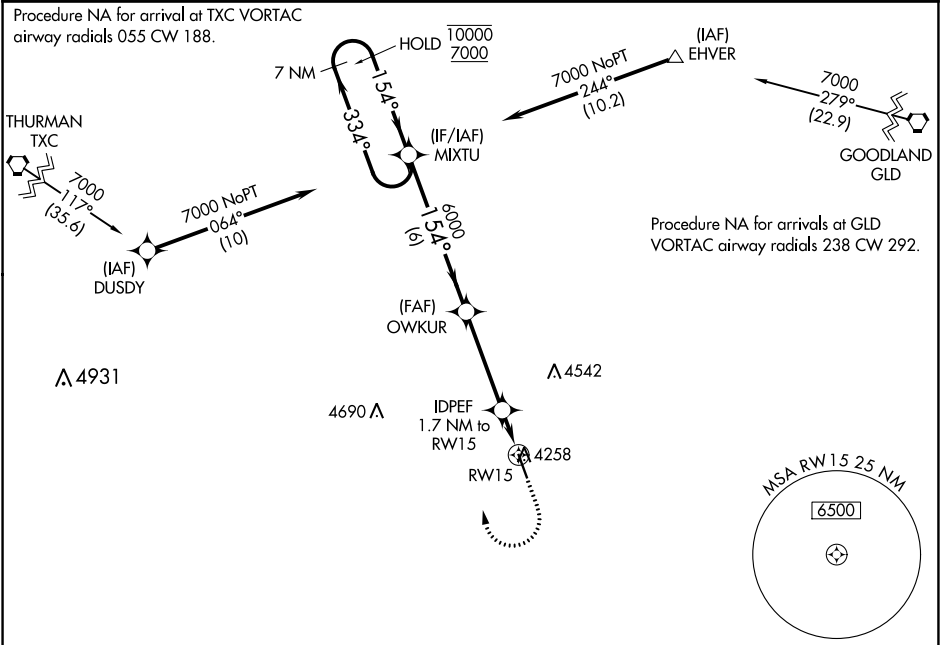 Procedure NA for arrival at TXC VORTAC
airway radials 055 CW 188.
HOLD 10000
7000
7 NM
154°
334°
(IF/IAF)
MIXTU
(IAF)
EHVER
7000 NoPT
244°
(10.2)
7000
279°
(22.9)
GOODLAND
GLD
THURMAN
TXC
7000
117°
(35.6)
7000 NoPT
064°
(10)
(IAF)
DUSDY
6000
154°
(6)
Procedure NA for arrivals at GLD
VORTAC airway radials 238 CW 292.
(FAF)
OWKUR
4931
4542
4690
IDPEF
1.7 NM to
RW15
4258
RW15
MSA RW15 25 NM
6500